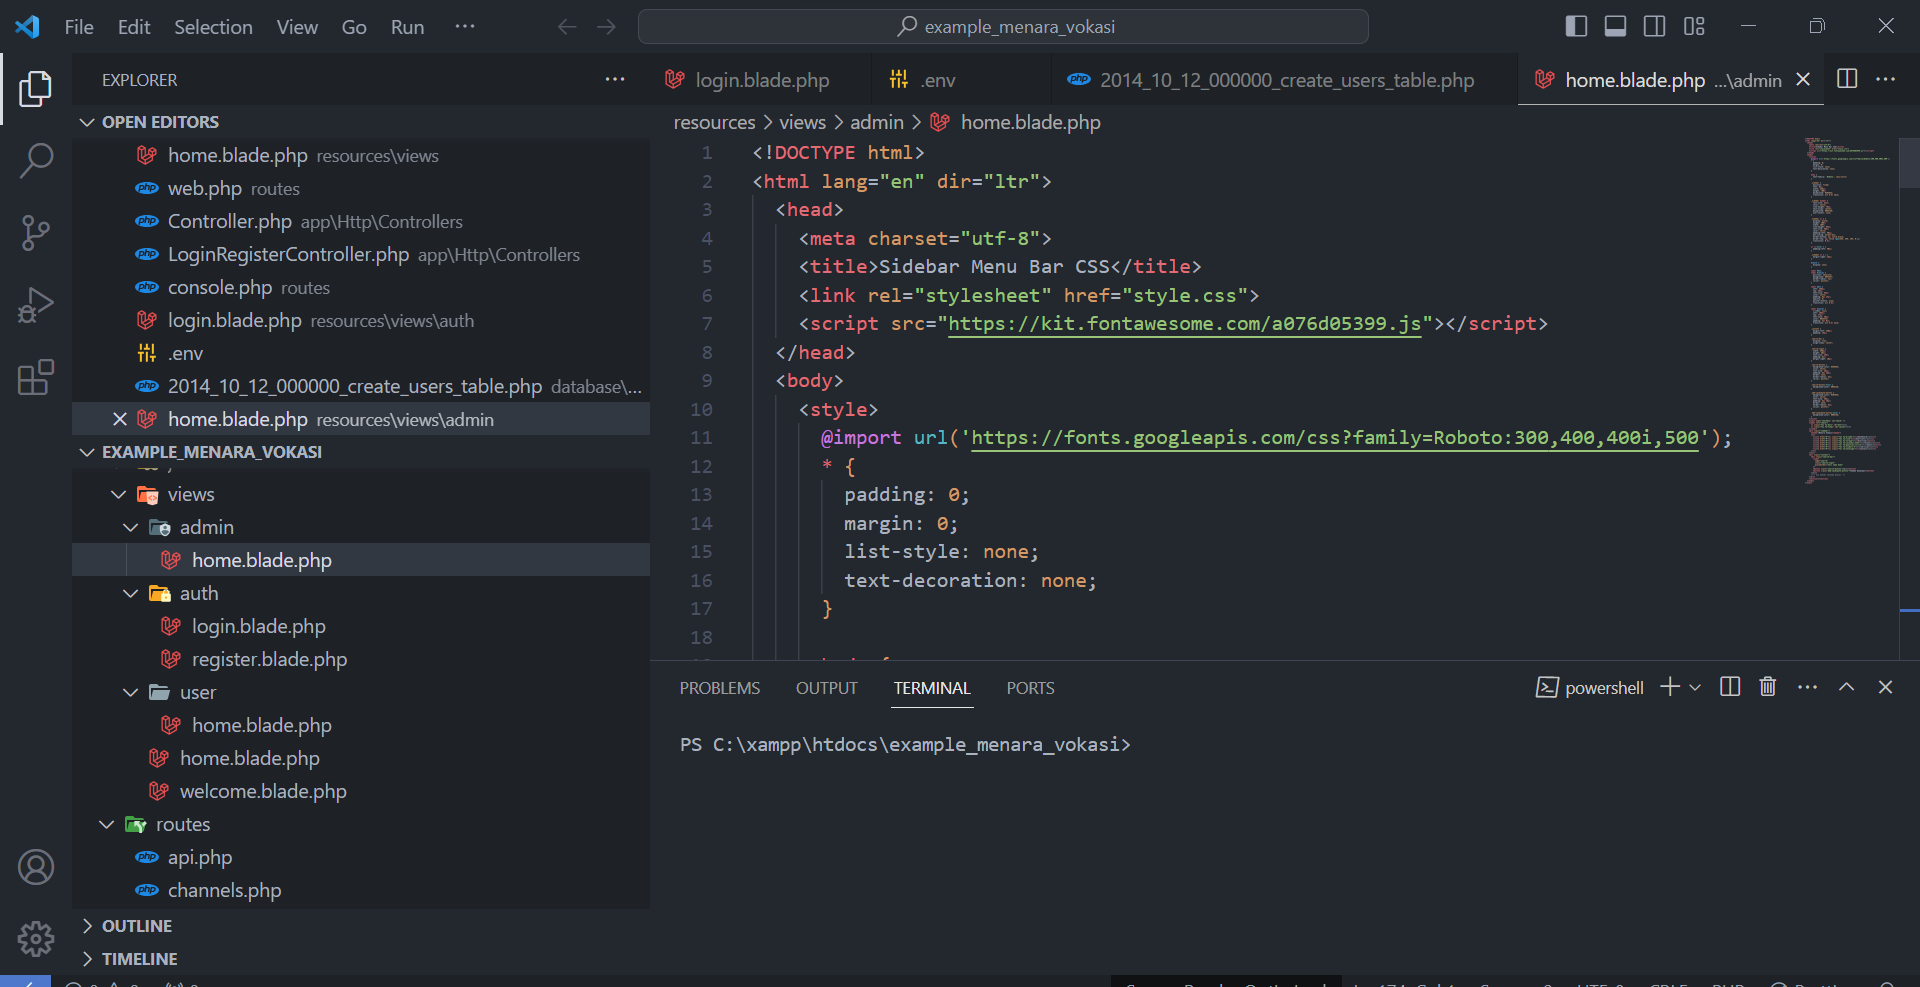 File Edit Selection View Go Run ···
example_menara_vokasi
EXPLORER ···
login.blade.php .env 2014_10_12_000000_create_users_table.php home.blade.php ...\admin
OPEN EDITORS
home.blade.php resources\views
php web.php routes
php Controller.php app\Http\Controllers
php LoginRegisterController.php app\Http\Controllers
php console.php routes
login.blade.php resources\views\auth
.env
php 2014_10_12_000000_create_users_table.php database\...
home.blade.php resources\views\admin
EXAMPLE_MENARA_VOKASI
views
admin
home.blade.php
auth
login.blade.php
register.blade.php
user
home.blade.php
home.blade.php
welcome.blade.php
routes
php api.php
php channels.php
OUTLINE
TIMELINE
resources > views > admin > home.blade.php
1 <!DOCTYPE html>
2 <html lang="en" dir="ltr">
3 <head>
4 <meta charset="utf-8">
5 <title>Sidebar Menu Bar CSS</title>
6 <link rel="stylesheet" href="style.css">
7 <script src="https://kit.fontawesome.com/a076d05399.js"></script>
8 </head>
9 <body>
10 <style>
11 @import url('https://fonts.googleapis.com/css?family=Roboto:300,400,400i,500');
12 * {
13 padding: 0;
14 margin: 0;
15 list-style: none;
16 text-decoration: none;
17 }
18
PROBLEMS OUTPUT TERMINAL PORTS
powershell
PS C:\xampp\htdocs\example_menara_vokasi>